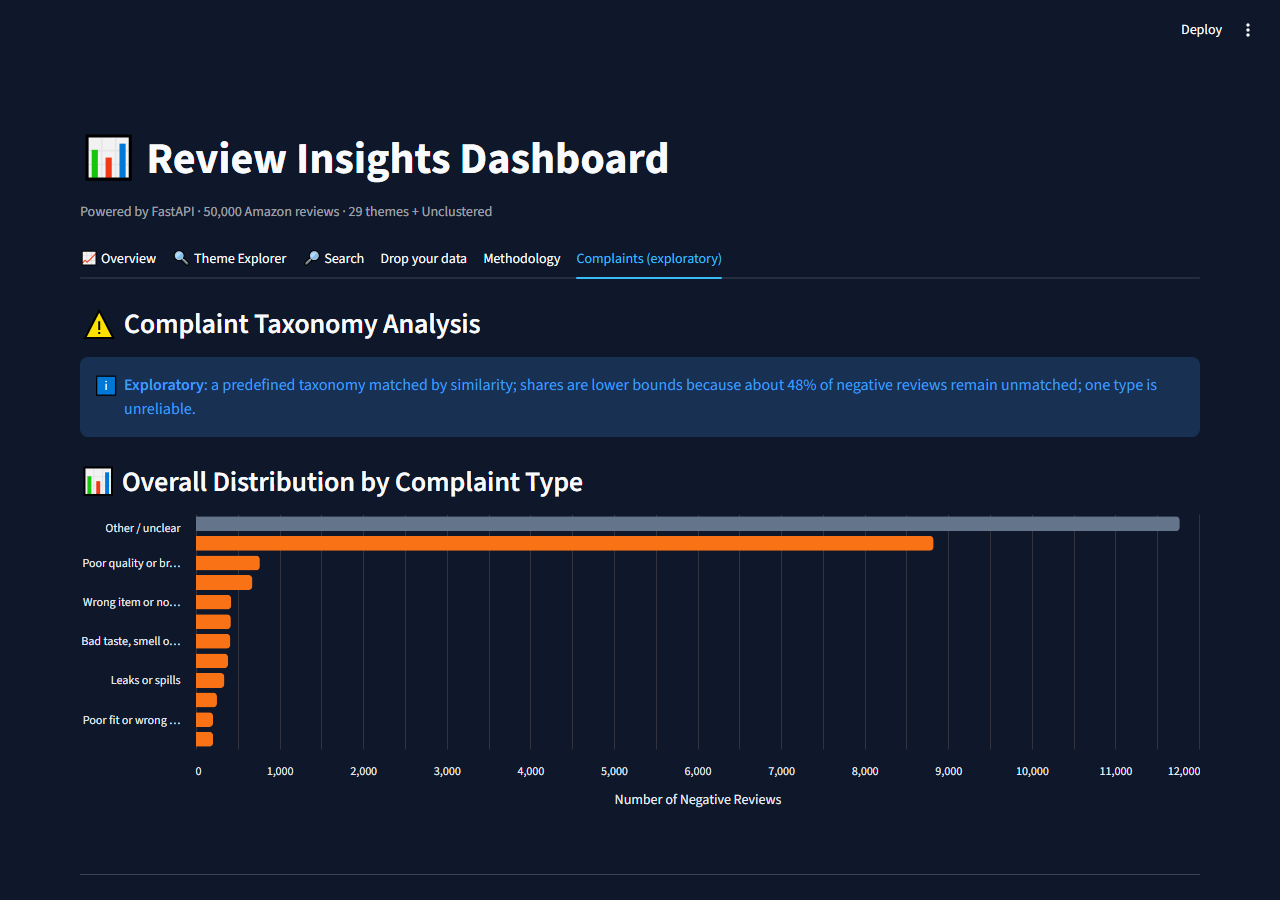 Deploy
Review Insights Dashboard
Powered by FastAPI · 50,000 Amazon reviews · 29 themes + Unclustered
Overview Theme Explorer Search Drop your data Methodology Complaints (exploratory)
Complaint Taxonomy Analysis
Exploratory: a predefined taxonomy matched by similarity; shares are lower bounds because about 48% of negative reviews remain unmatched; one type is
unreliable.
Overall Distribution by Complaint Type
Other / unclear
Poor quality or br…
Wrong item or no…
Bad taste, smell o…
Leaks or spills
Poor fit or wrong …
0 1,000 2,000 3,000 4,000 5,000 6,000 7,000 8,000 9,000 10,000 11,000 12,000
Number of Negative Reviews